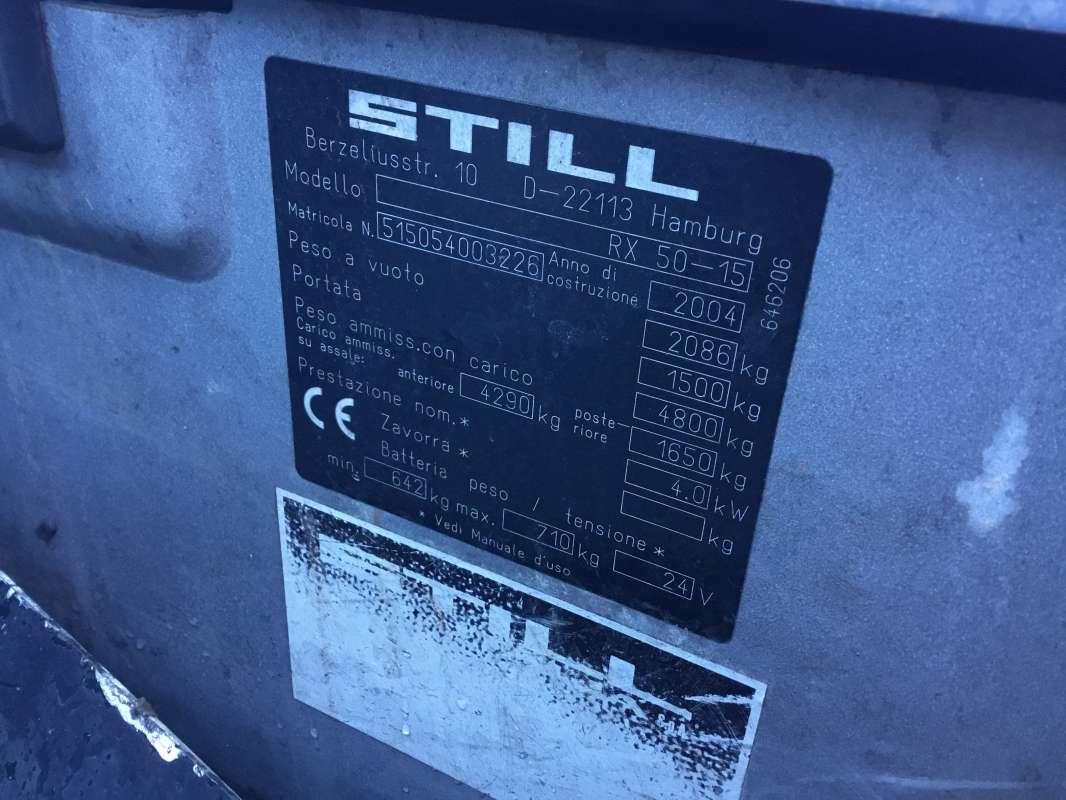 STILL
Berzeliusstr. 10 D-22113 Hamburg
Modello RX 50-15
Matricola N. 515054003226 Anno di costruzione 2004
Peso a vuoto 2086 kg
Portata 1500 kg
Peso ammiss.con carico 4800 kg
Carico ammiss. su assale: anteriore 4290 kg poste-riore 1650 kg
Prestazione nom.* 4.0 kW
Zavorra * kg
Batteria peso / tensione *
min. 642 kg max. 710 kg 24 V
* Vedi Manuale d'uso
646206
CE
STILL
S.p.A.